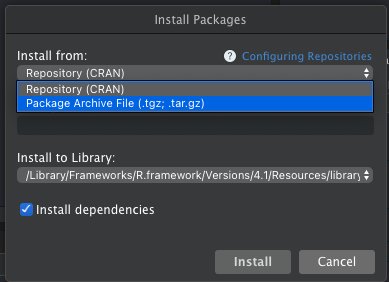 Install Packages
Install from:
? Configuring Repositories
Repository (CRAN)
Repository (CRAN)
Package Archive File (.tgz; .tar.gz)
Install to Library:
/Library/Frameworks/R.framework/Versions/4.1/Resources/library
Install dependencies
Install
Cancel